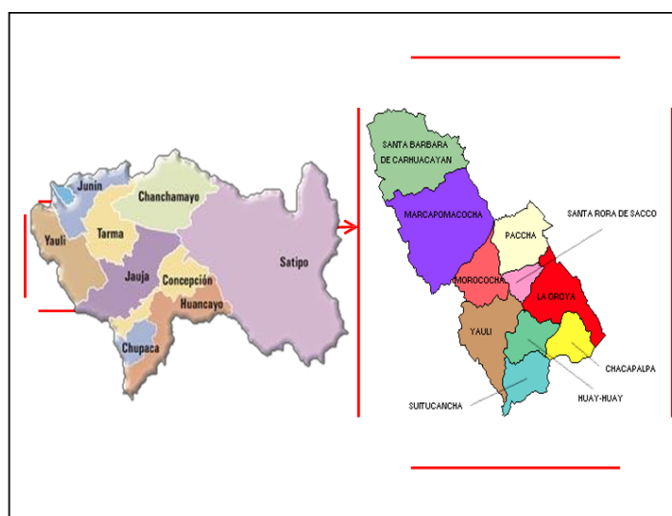 Junin
Chanchamayo
Yauli
Tarma
Satipo
Jauja
Concepción
Huancayo
Chupaca
SANTA BARBARA
DE CARHUACAYAN
MARCAPOMACOCHA
SANTA RORA DE SACCO
PACCHA
MOROCOCHA
LA OROYA
YAULI
CHACAPALPA
HUAY-HUAY
SUITUCANCHA